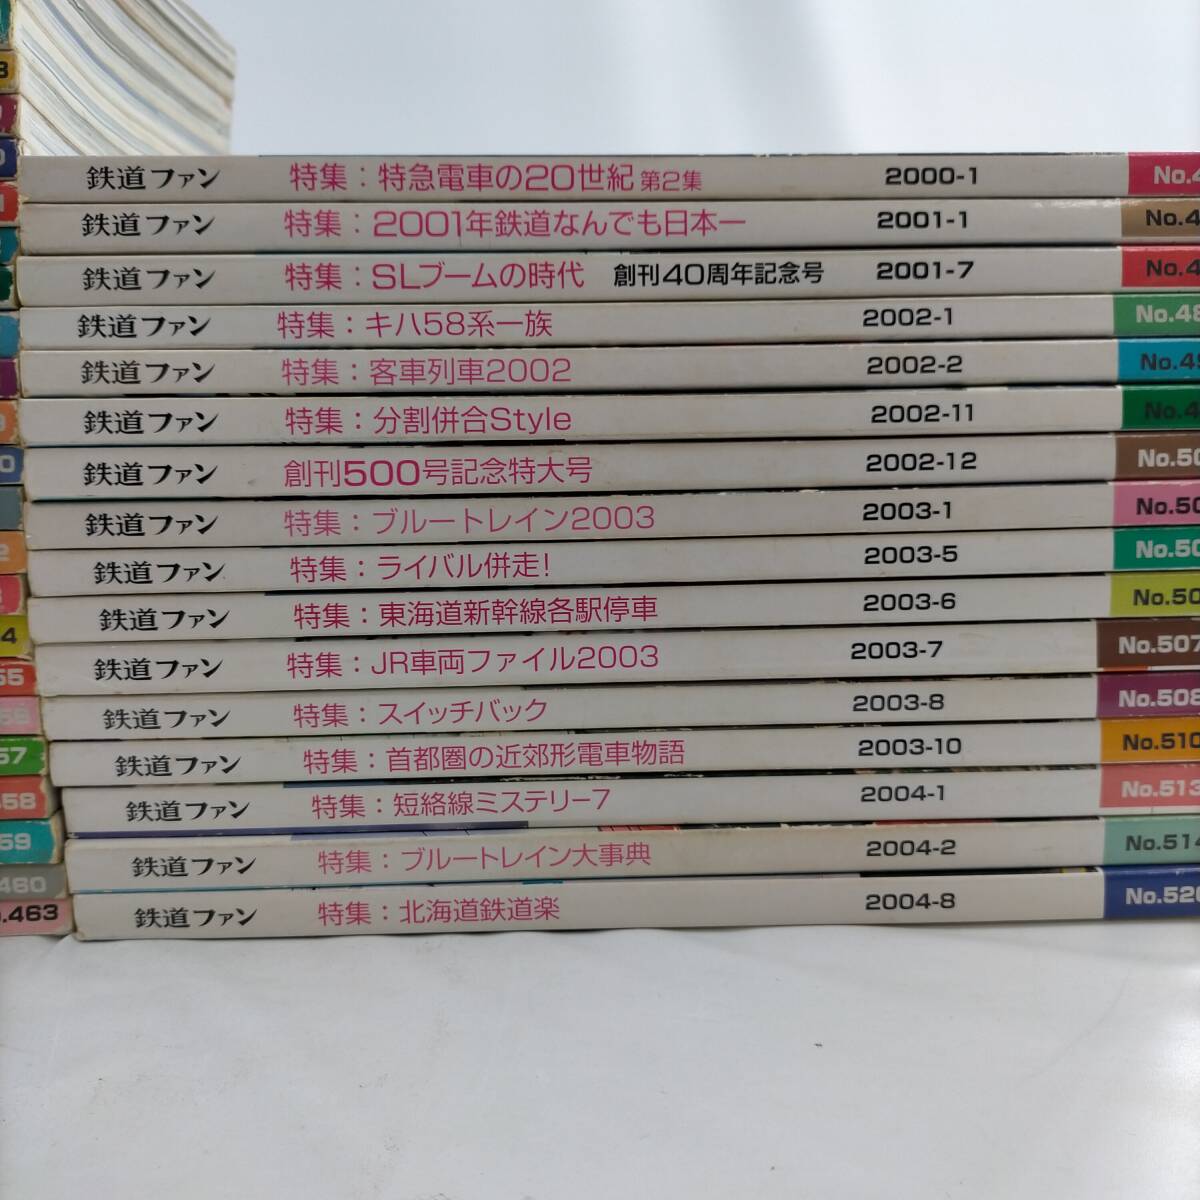 鉄道ファン 特集：特急電車の20世紀 第2集 2000-1 No.4
鉄道ファン 特集：2001年鉄道なんでも日本一 2001-1 No.4
鉄道ファン 特集：SLブームの時代 創刊40周年記念号 2001-7 No.4
鉄道ファン 特集：キハ58系一族 2002-1 No.48
鉄道ファン 特集：客車列車2002 2002-2 No.49
鉄道ファン 特集：分割併合Style 2002-11 No.4
鉄道ファン 創刊500号記念特大号 2002-12 No.50
鉄道ファン 特集：ブルートレイン2003 2003-1 No.50
鉄道ファン 特集：ライバル併走! 2003-5 No.50
鉄道ファン 特集：東海道新幹線各駅停車 2003-6 No.50
鉄道ファン 特集：JR車両ファイル2003 2003-7 No.507
鉄道ファン 特集：スイッチバック 2003-8 No.508
鉄道ファン 特集：首都圏の近郊形電車物語 2003-10 No.510
鉄道ファン 特集：短絡線ミステリー7 2004-1 No.513
鉄道ファン 特集：ブルートレイン大事典 2004-2 No.514
鉄道ファン 特集：北海道鉄道楽 2004-8 No.520
55
56
57
58
59
460
.463